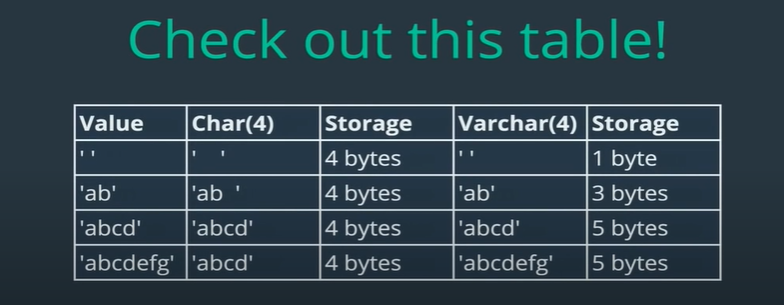 Check out this table!
Value Char(4) Storage Varchar(4) Storage
' ' '    ' 4 bytes ' ' 1 byte
'ab' 'ab  ' 4 bytes 'ab' 3 bytes
'abcd' 'abcd' 4 bytes 'abcd' 5 bytes
'abcdefg' 'abcd' 4 bytes 'abcdefg' 5 bytes